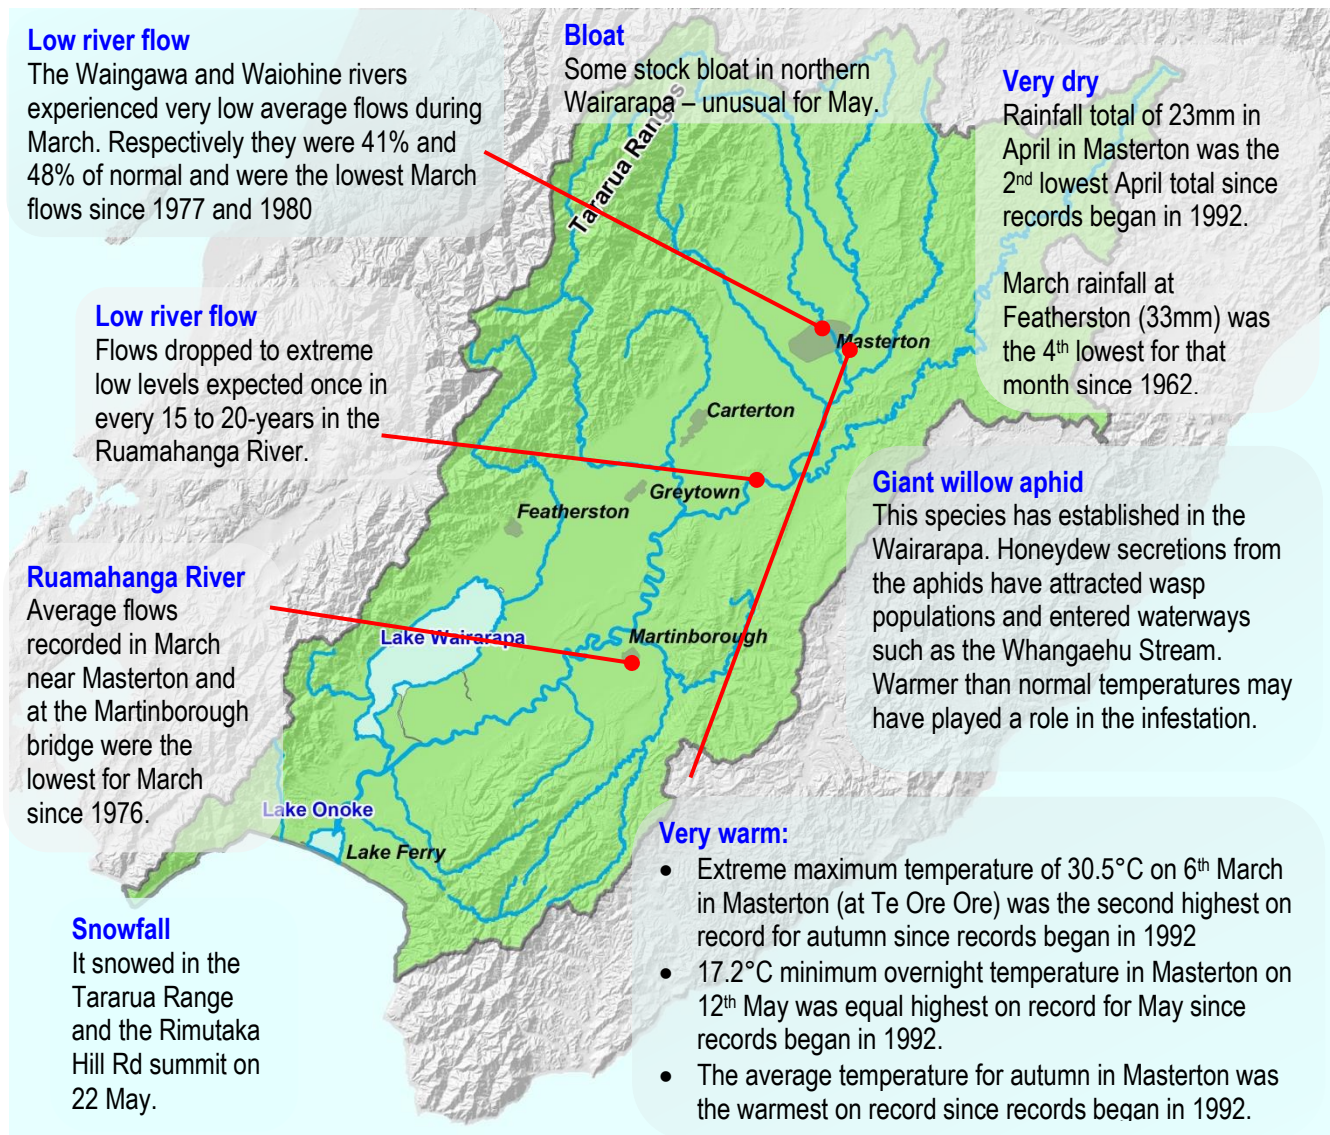 Low river flow
The Waingawa and Waiohine rivers
experienced very low average flows during
March. Respectively they were 41% and
48% of normal and were the lowest March
flows since 1977 and 1980
Bloat
Some stock bloat in northern
Wairarapa – unusual for May.
Very dry
Rainfall total of 23mm in
April in Masterton was the
2nd lowest April total since
records began in 1992.
March rainfall at
Featherston (33mm) was
the 4th lowest for that
month since 1962.
Tararua Ranges
Low river flow
Flows dropped to extreme
low levels expected once in
every 15 to 20-years in the
Ruamahanga River.
Masterton
Carterton
Greytown
Featherston
Giant willow aphid
This species has established in the
Wairarapa. Honeydew secretions from
the aphids have attracted wasp
populations and entered waterways
such as the Whangaehu Stream.
Warmer than normal temperatures may
have played a role in the infestation.
Ruamahanga River
Average flows
recorded in March
near Masterton and
at the Martinborough
bridge were the
lowest for March
since 1976.
Lake Wairarapa
Martinborough
Lake Onoke
Lake Ferry
Very warm:
• Extreme maximum temperature of 30.5°C on 6th March
in Masterton (at Te Ore Ore) was the second highest on
record for autumn since records began in 1992
• 17.2°C minimum overnight temperature in Masterton on
12th May was equal highest on record for May since
records began in 1992.
• The average temperature for autumn in Masterton was
the warmest on record since records began in 1992.
Snowfall
It snowed in the
Tararua Range
and the Rimutaka
Hill Rd summit on
22 May.